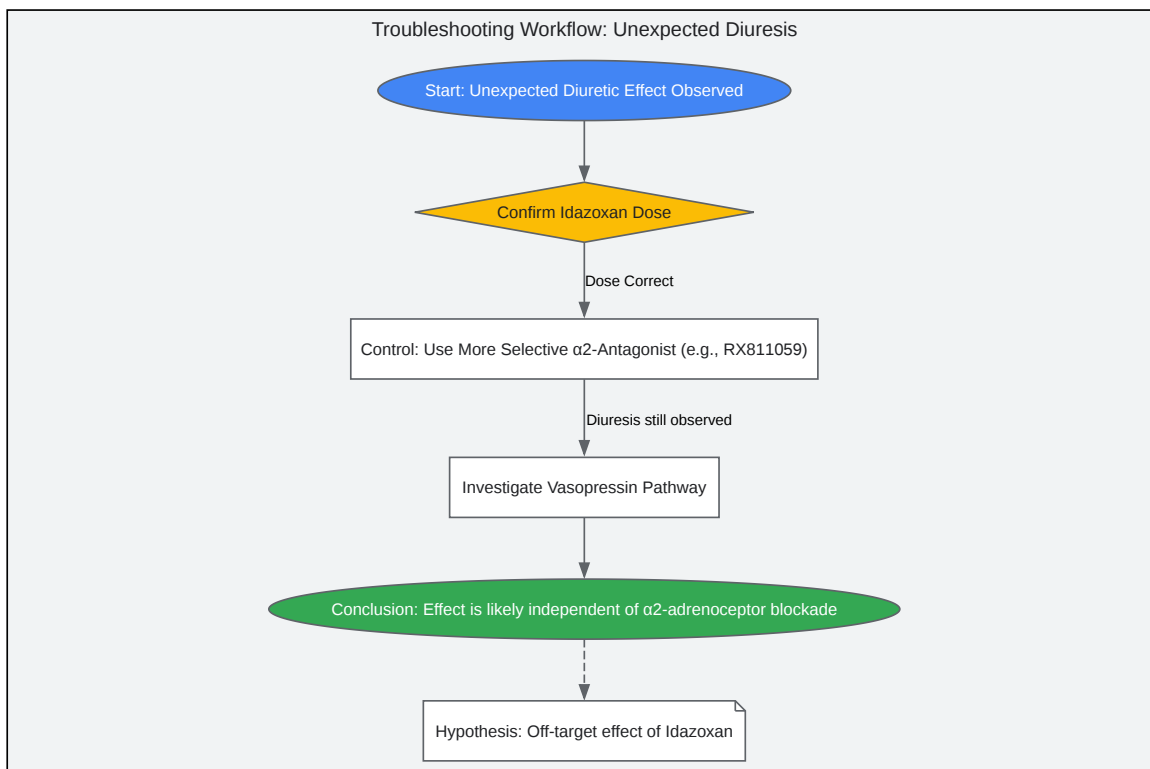 Troubleshooting Workflow: Unexpected Diuresis
Start: Unexpected Diuretic Effect Observed
Confirm Idazoxan Dose
Dose Correct
Control: Use More Selective α2-Antagonist (e.g., RX811059)
Diuresis still observed
Investigate Vasopressin Pathway
Conclusion: Effect is likely independent of α2-adrenoceptor blockade
Hypothesis: Off-target effect of Idazoxan